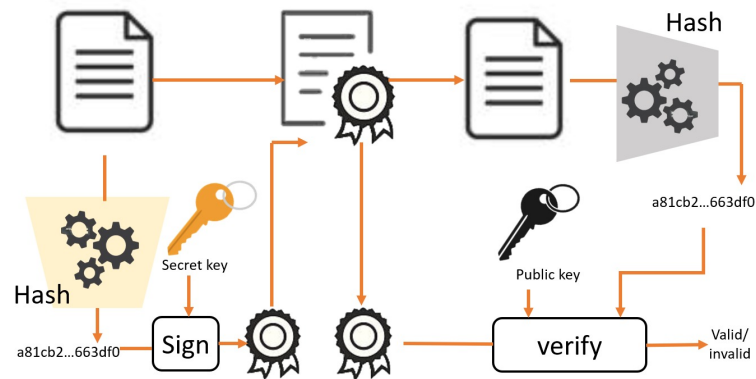 Hash
a81cb2...663df0
Secret key
Public key
Hash
a81cb2...663df0
Sign
verify
Valid/
invalid